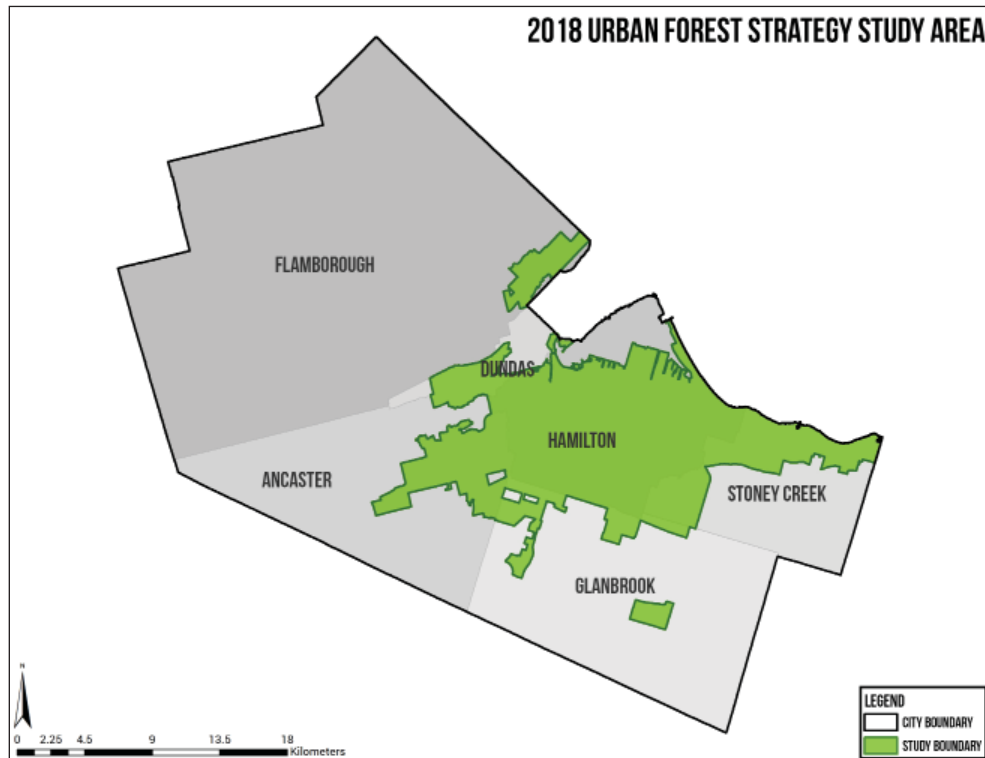 2018 URBAN FOREST STRATEGY STUDY AREA
FLAMBOROUGH
DUNDAS
HAMILTON
ANCASTER
STONEY CREEK
GLANBROOK
N
0 2.25 4.5 9 13.5 18
Kilometers
LEGEND
CITY BOUNDARY
STUDY BOUNDARY